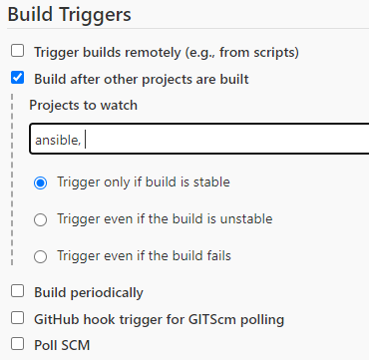 Build Triggers
Trigger builds remotely (e.g., from scripts)
Build after other projects are built
Projects to watch
ansible,
Trigger only if build is stable
Trigger even if the build is unstable
Trigger even if the build fails
Build periodically
GitHub hook trigger for GITScm polling
Poll SCM